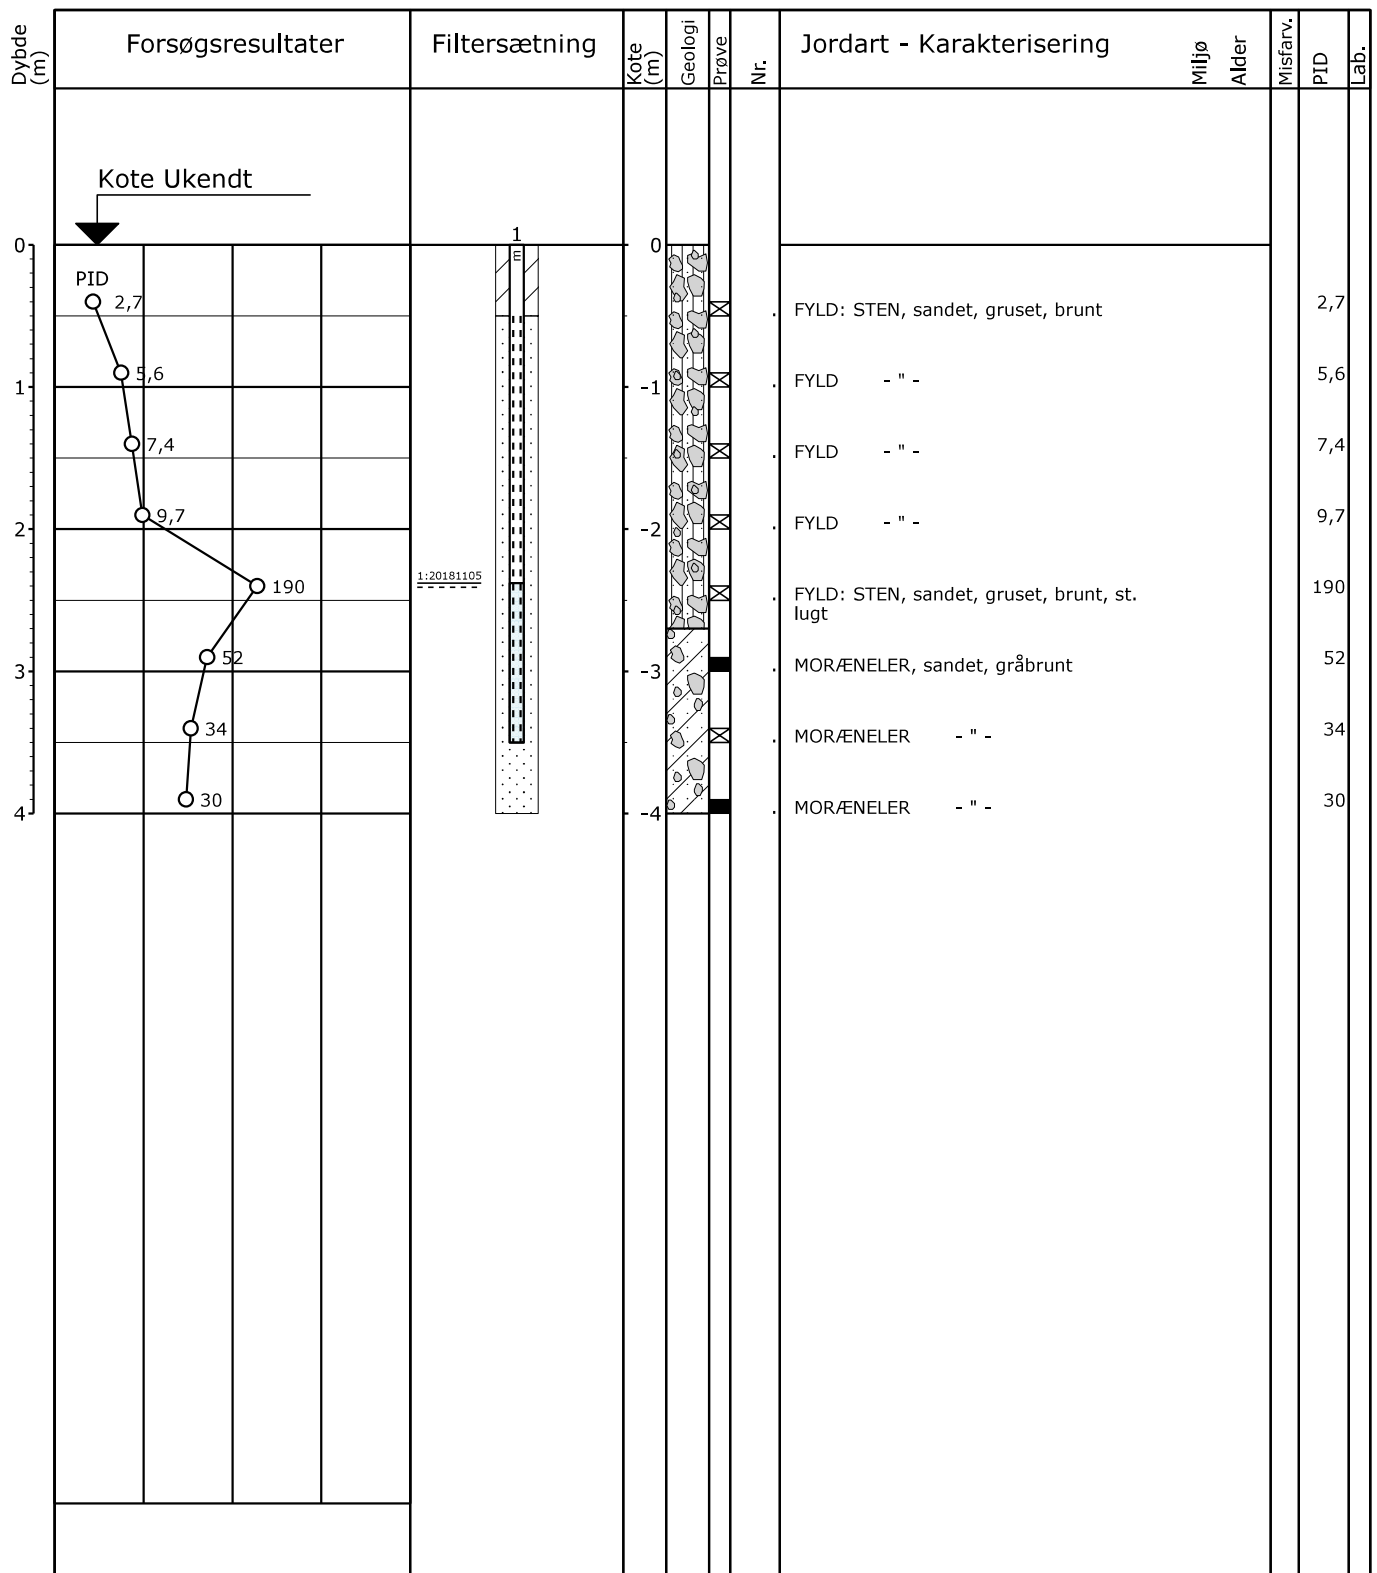 Dybde (m)
Forsøgsresultater
Filtersætning
Kote (m)
Geologi
Prøve
Nr.
Jordart - Karakterisering
Miljø
Alder
Misfarv.
PID
Lab.
Kote Ukendt
0
1
m
0
PID
2,7
. FYLD: STEN, sandet, gruset, brunt
2,7
5,6
. FYLD - " -
5,6
1
-1
7,4
. FYLD - " -
7,4
9,7
. FYLD - " -
9,7
2
-2
1:20181105
190
. FYLD: STEN, sandet, gruset, brunt, st.
lugt
190
52
. MORÆNELER, sandet, gråbrunt
52
3
-3
34
. MORÆNELER - " -
34
30
. MORÆNELER - " -
30
4
-4